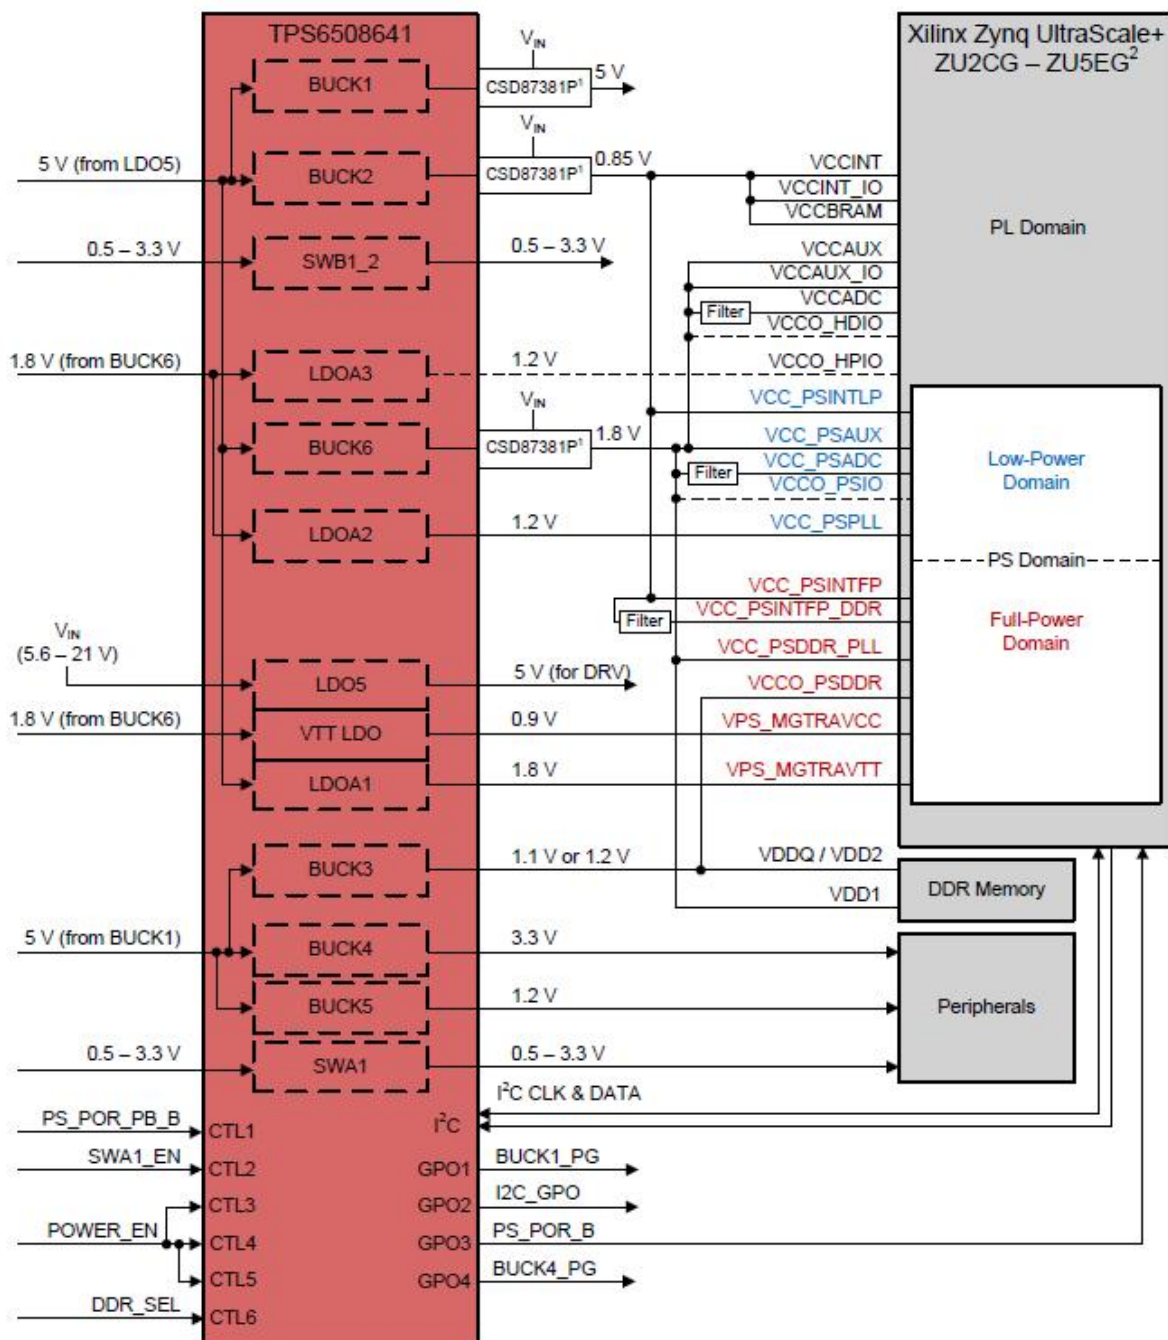 TPS6508641
Xilinx Zynq UltraScale+
ZU2CG – ZU5EG²
BUCK1
V_IN
CSD87381P¹
5 V
5 V (from LDO5)
BUCK2
V_IN
CSD87381P¹
0.85 V
VCCINT
VCCINT_IO
VCCBRAM
PL Domain
0.5 – 3.3 V
SWB1_2
0.5 – 3.3 V
VCCAUX
VCCAUX_IO
Filter
VCCADC
VCCO_HDIO
1.8 V (from BUCK6)
LDOA3
1.2 V
VCCO_HPIO
VCC_PSINTLP
BUCK6
V_IN
CSD87381P¹
1.8 V
VCC_PSAUX
Filter
VCC_PSADC
VCCO_PSIO
Low-Power
Domain
LDOA2
1.2 V
VCC_PSPLL
PS Domain
VCC_PSINTFP
Filter
VCC_PSINTFP_DDR
Full-Power
Domain
VCC_PSDDR_PLL
V_IN
(5.6 – 21 V)
LDO5
5 V (for DRV)
VCCO_PSDDR
1.8 V (from BUCK6)
VTT LDO
0.9 V
VPS_MGTRAVCC
LDOA1
1.8 V
VPS_MGTRAVTT
BUCK3
1.1 V or 1.2 V
VDDQ / VDD2
VDD1
DDR Memory
5 V (from BUCK1)
BUCK4
3.3 V
BUCK5
1.2 V
Peripherals
0.5 – 3.3 V
SWA1
0.5 – 3.3 V
I²C CLK & DATA
PS_POR_PB_B
CTL1
I²C
SWA1_EN
CTL2
GPO1
BUCK1_PG
CTL3
GPO2
I2C_GPO
POWER_EN
CTL4
GPO3
PS_POR_B
CTL5
GPO4
BUCK4_PG
DDR_SEL
CTL6